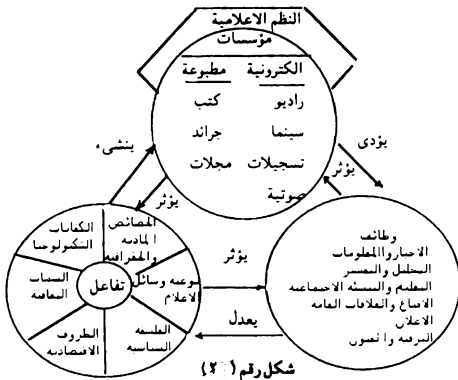 النظم الاعلامية
مؤسسات
الكترونية مطبوعة
راديو كتب
سينما جرائد
تسجيلات مجلات
صوتية
ينشىء
يؤدى
يؤثر
يؤثر
الخصائص
المادية
والجغرافية
الكفايات
التكنولوجيا
السمات
الثقافية
الظروف
الاقتصادية
الفلسفة
السياسية
نوعية وسائل
الاعلام
تفاعل
يؤثر
يعدل
وظائف
الاخبار والمعلومات
التحليل والتفسير
التعليم والتنشئة الاجتماعية
الاقناع والعلاقات العامة
الاعلان
الترفيه والفنون
شكل رقم (٢)